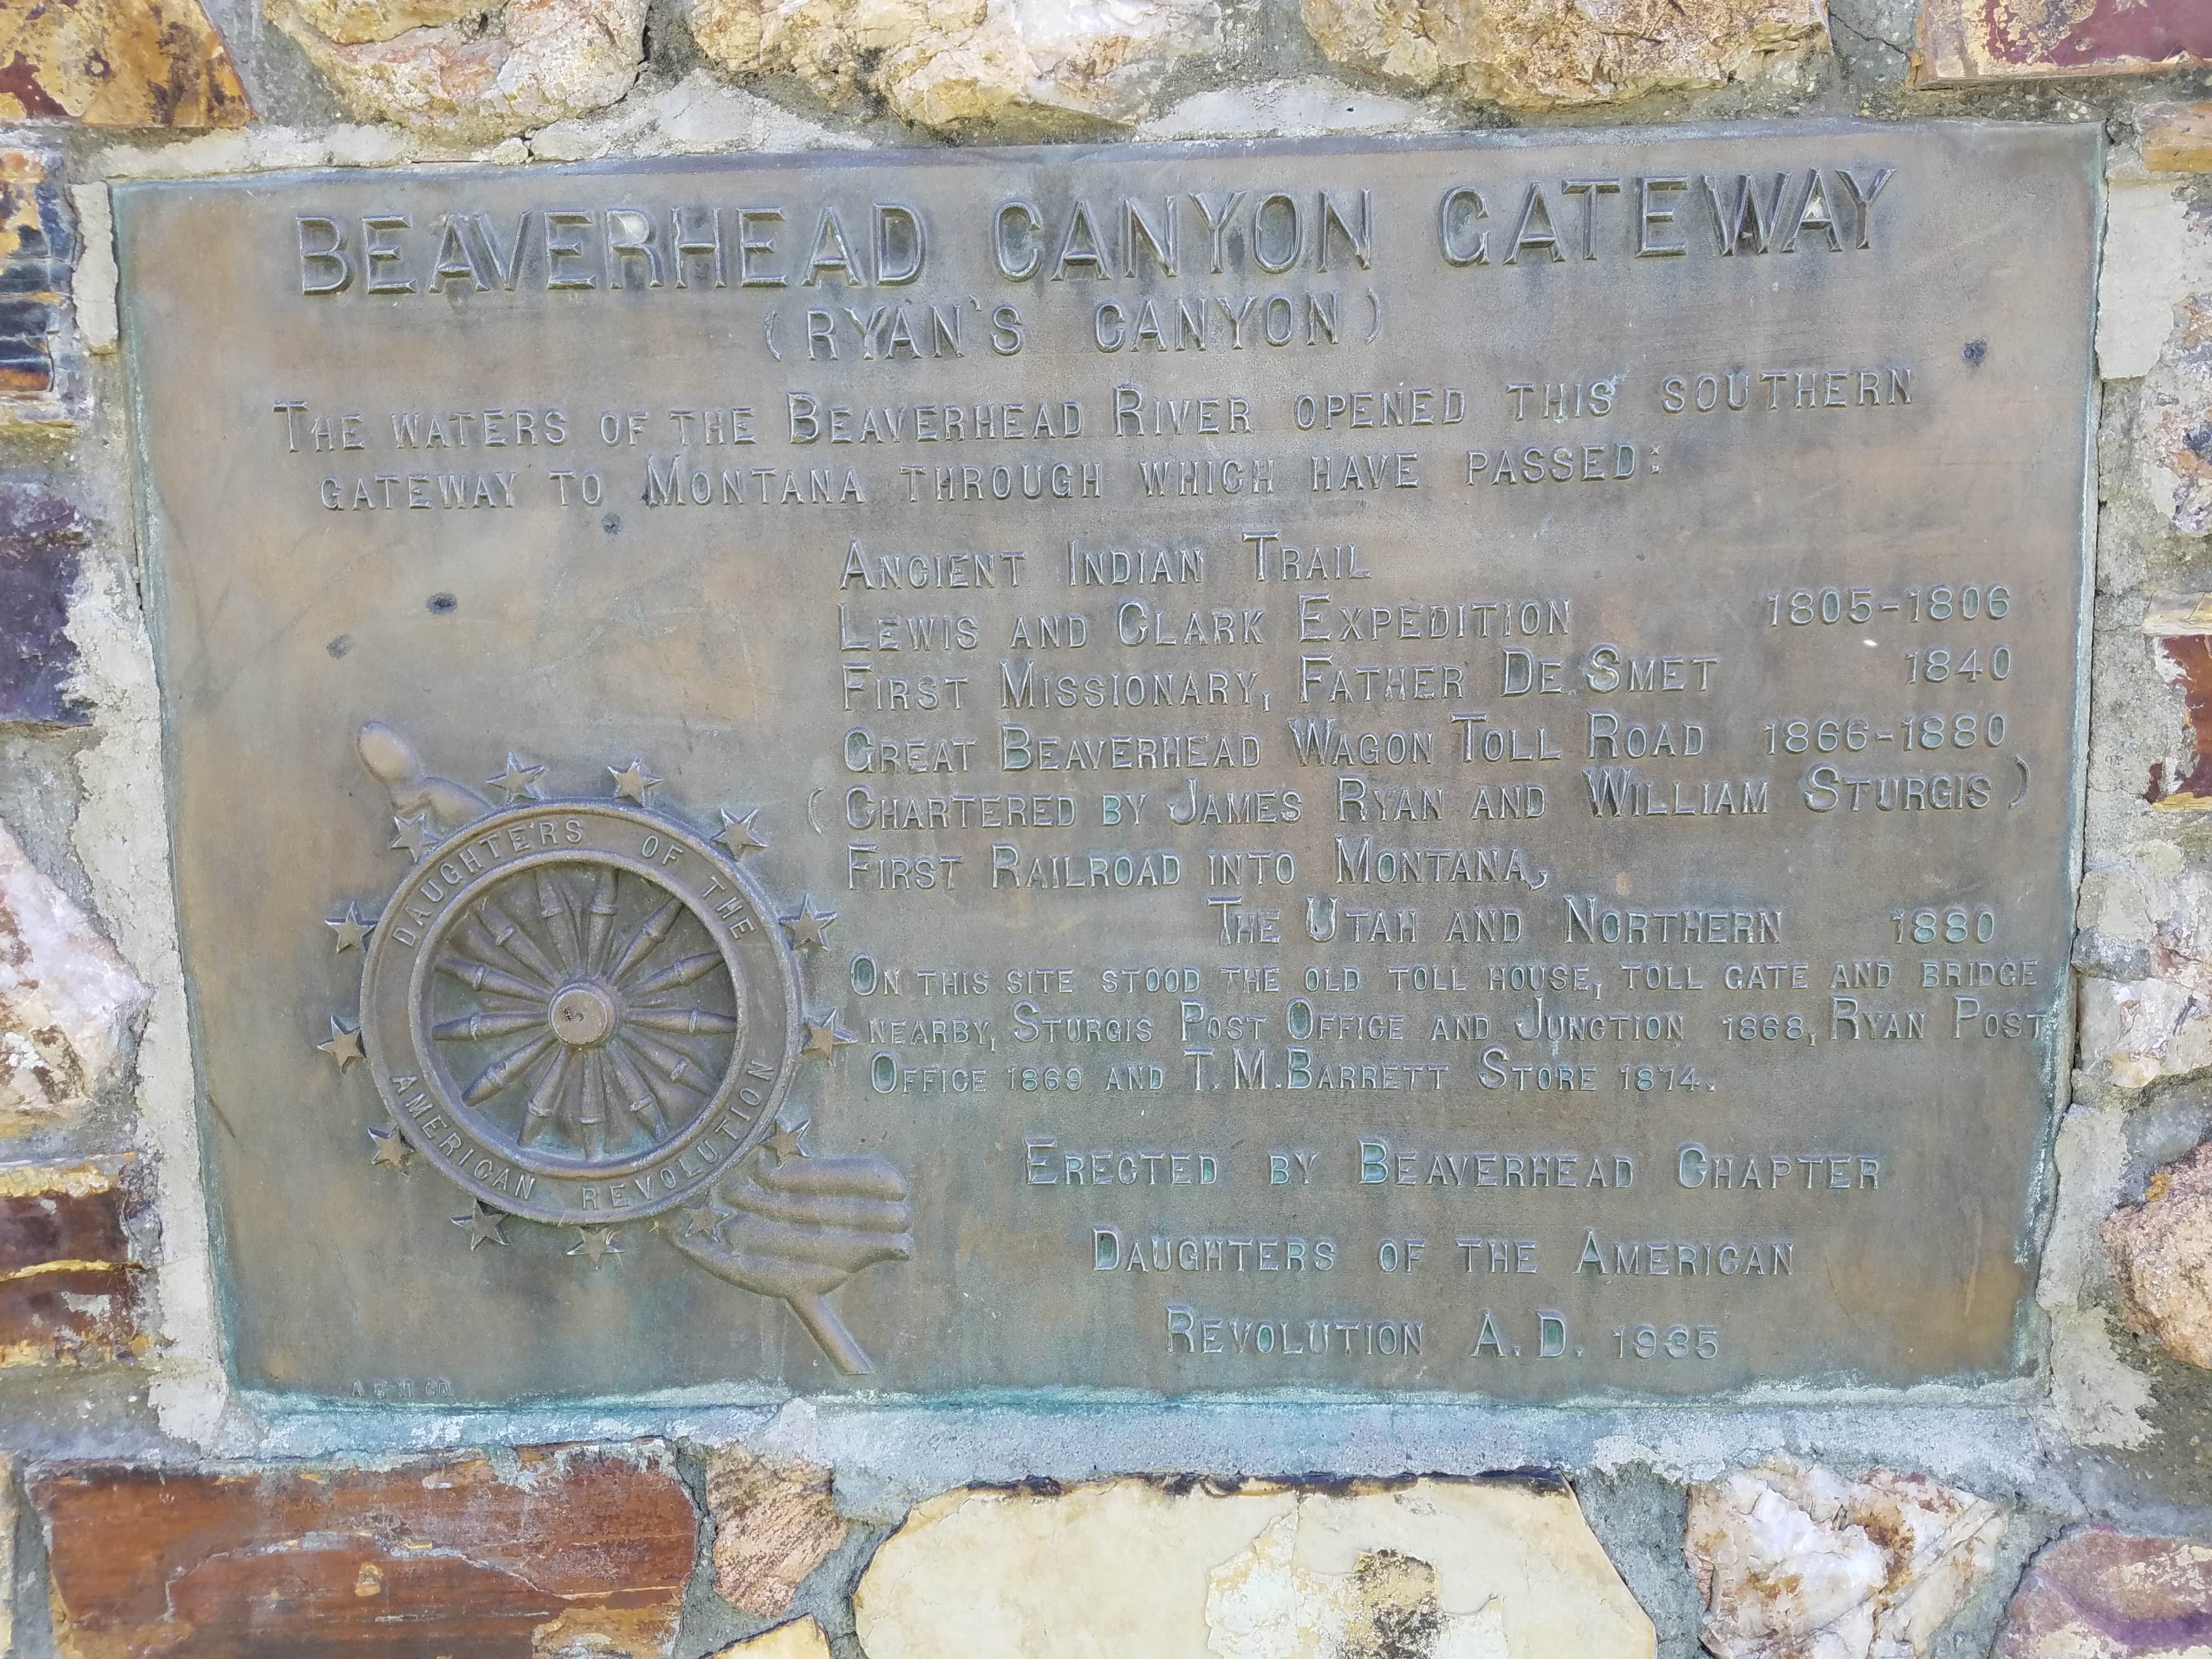 BEAVERHEAD CANYON GATEWAY
(RYAN'S CANYON)
THE WATERS OF THE BEAVERHEAD RIVER OPENED THIS SOUTHERN
GATEWAY TO MONTANA THROUGH WHICH HAVE PASSED:
ANCIENT INDIAN TRAIL
LEWIS AND CLARK EXPEDITION 1805-1806
FIRST MISSIONARY, FATHER DE SMET 1840
GREAT BEAVERHEAD WAGON TOLL ROAD 1866-1880
(CHARTERED BY JAMES RYAN AND WILLIAM STURGIS)
FIRST RAILROAD INTO MONTANA,
THE UTAH AND NORTHERN 1880
ON THIS SITE STOOD THE OLD TOLL HOUSE, TOLL GATE AND BRIDGE
NEARBY, STURGIS POST OFFICE AND JUNCTION 1868, RYAN POST
OFFICE 1869 AND T.M. BARRETT STORE 1874.
ERECTED BY BEAVERHEAD CHAPTER
DAUGHTERS OF THE AMERICAN
REVOLUTION A.D. 1935
DAUGHTERS OF THE
AMERICAN REVOLUTION